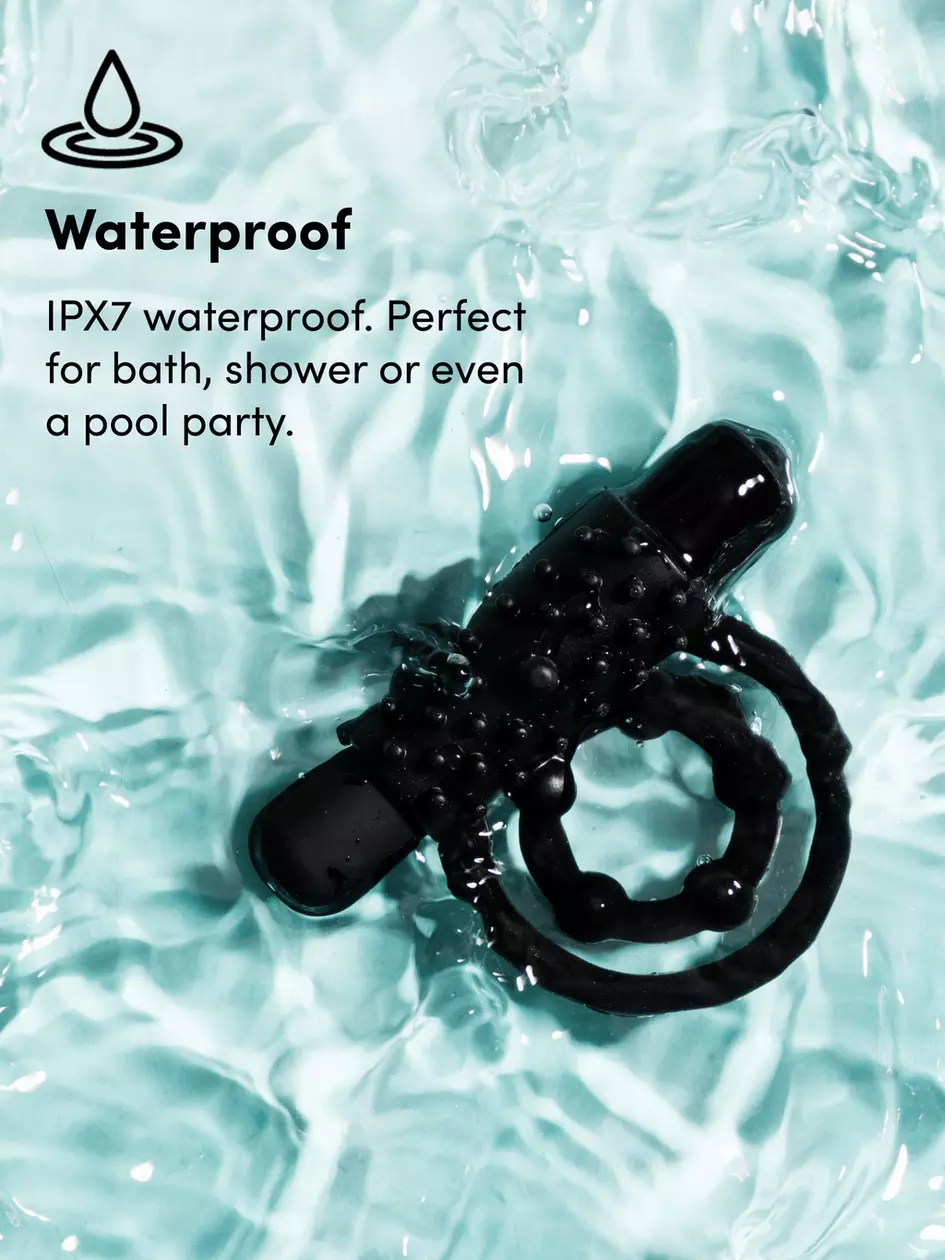 Waterproof
IPX7 waterproof. Perfect
for bath, shower or even
a pool party.